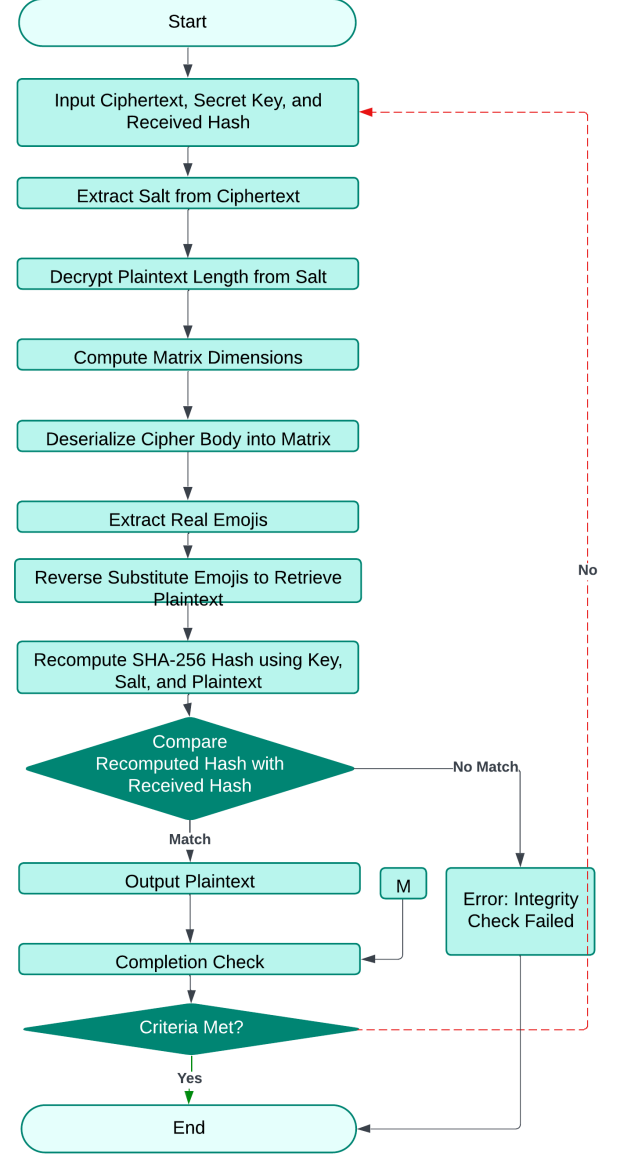 Start
Input Ciphertext, Secret Key, and
Received Hash
Extract Salt from Ciphertext
Decrypt Plaintext Length from Salt
Compute Matrix Dimensions
Deserialize Cipher Body into Matrix
Extract Real Emojis
No
Reverse Substitute Emojis to Retrieve
Plaintext
Recompute SHA-256 Hash using Key,
Salt, and Plaintext
Compare
Recomputed Hash with
Received Hash
No Match
Match
Output Plaintext
M
Error: Integrity
Check Failed
Completion Check
Criteria Met?
Yes
End